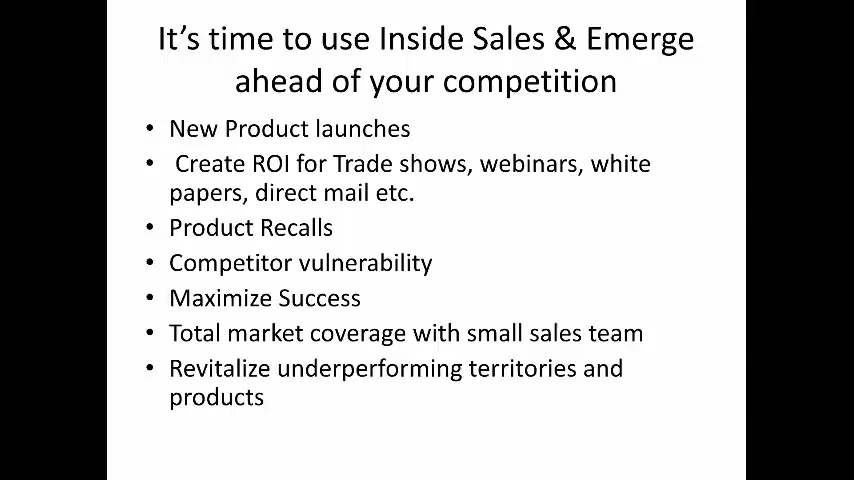 It’s time to use Inside Sales & Emerge
ahead of your competition
• New Product launches
• Create ROI for Trade shows, webinars, white
papers, direct mail etc.
• Product Recalls
• Competitor vulnerability
• Maximize Success
• Total market coverage with small sales team
• Revitalize underperforming territories and
products